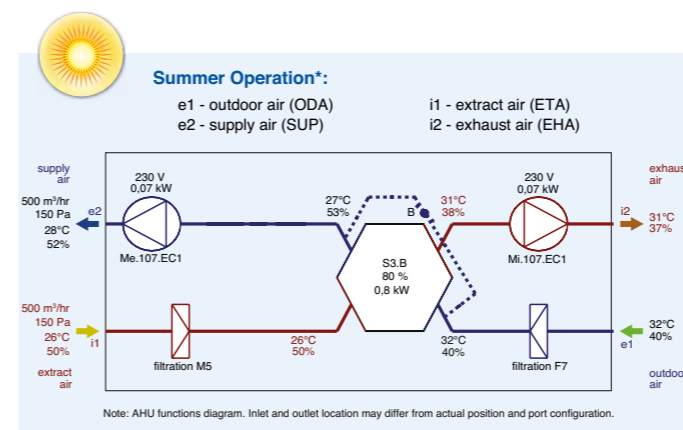 Summer Operation*:
e1 - outdoor air (ODA)
i1 - extract air (ETA)
e2 - supply air (SUP)
i2 - exhaust air (EHA)
supply
air
500 m³/hr
150 Pa
28°C
52%
e2
230 V
0,07 kW
Me.107.EC1
27°C
53%
B
31°C
38%
230 V
0,07 kW
Mi.107.EC1
exhaus
air
i2
31°C
37%
S3.B
80 %
0,8 kW
500 m³/hr
150 Pa
26°C
50%
i1
extract
air
filtration M5
26°C
50%
32°C
40%
filtration F7
32°C
40%
e1
outdoo
air
Note: AHU functions diagram. Inlet and outlet location may differ from actual position and port configuration.